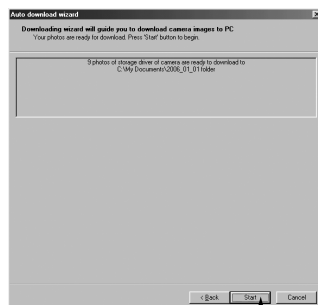 Auto download wizard
Downloading wizard will guide you to download camera images to PC
Your photos are ready for download. Press 'Start' button to begin.
9 photos of storage driver of camera are ready to download to
C:\My Documents\2006_01_01 folder
< Back
Start
Cancel